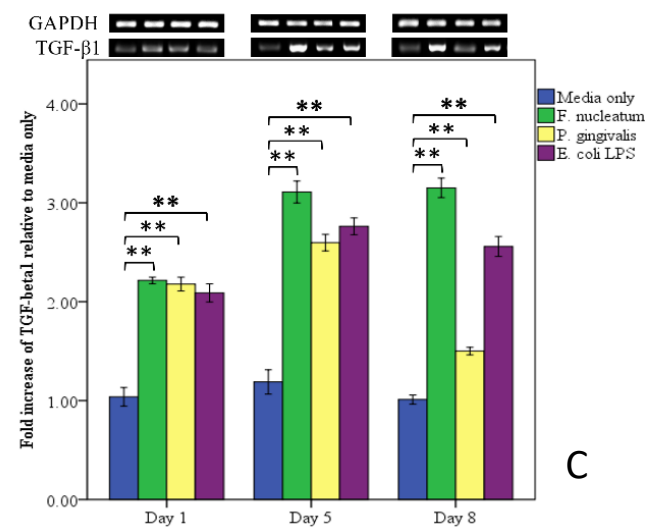 GAPDH
TGF-β1
Fold increase of TGF-beta1 relative to media only
4.00
3.00
2.00
1.00
0.00
** ** **
** ** **
** ** **
Media only
F. nucleatum
P. gingivalis
E. coli LPS
C
Day 1 Day 5 Day 8